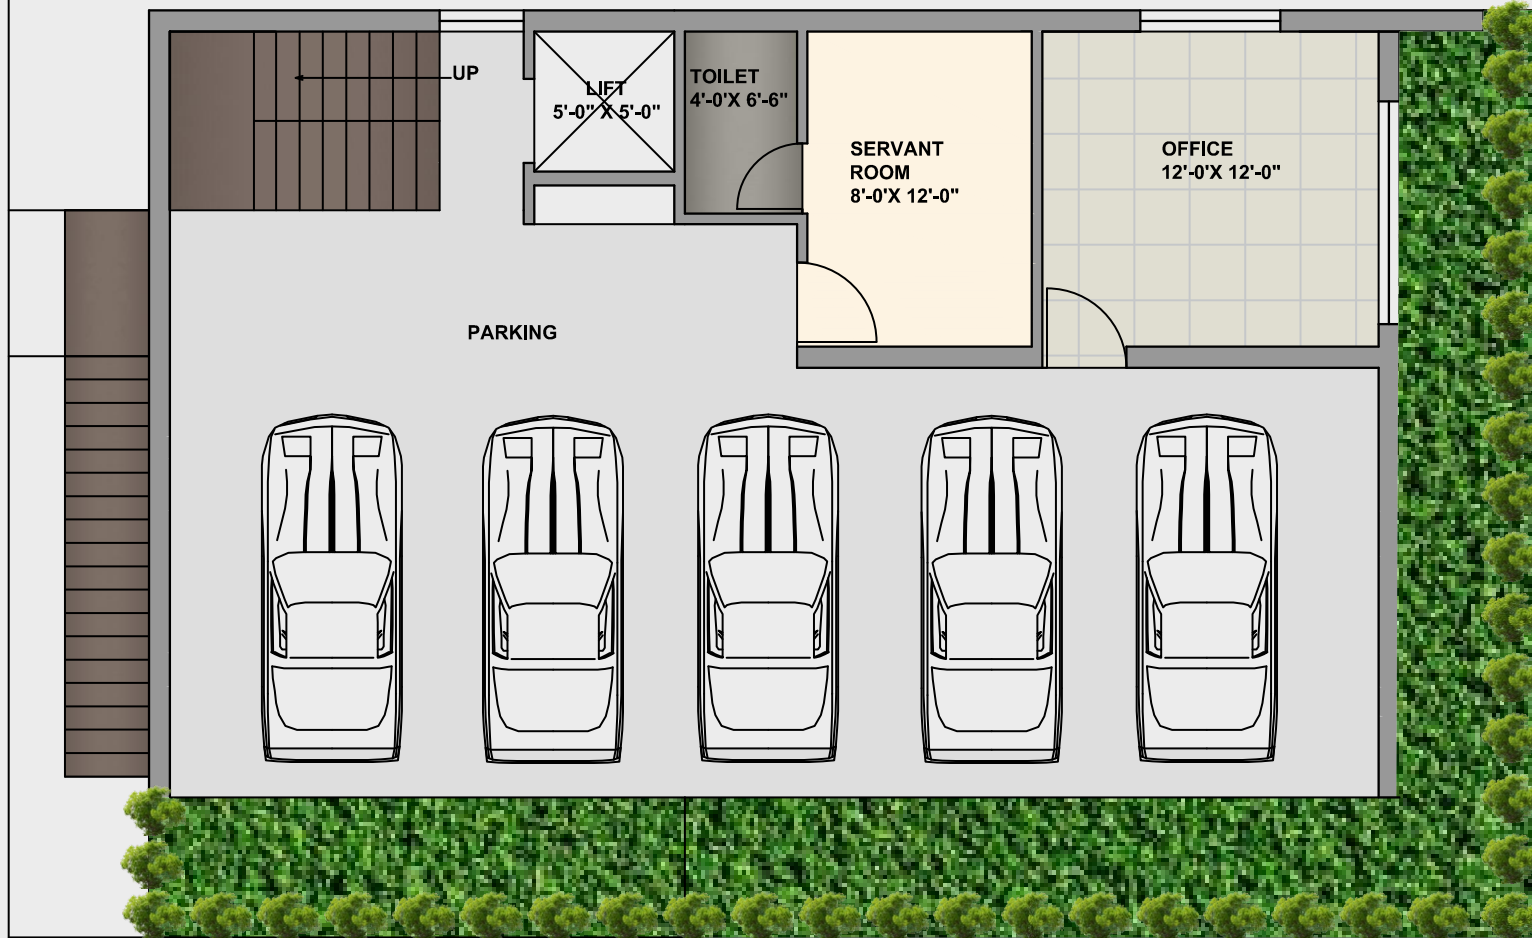 UP
LIFT
5'-0" X 5'-0"
TOILET
4'-0'X 6'-6"
SERVANT
ROOM
8'-0'X 12'-0"
OFFICE
12'-0'X 12'-0"
PARKING